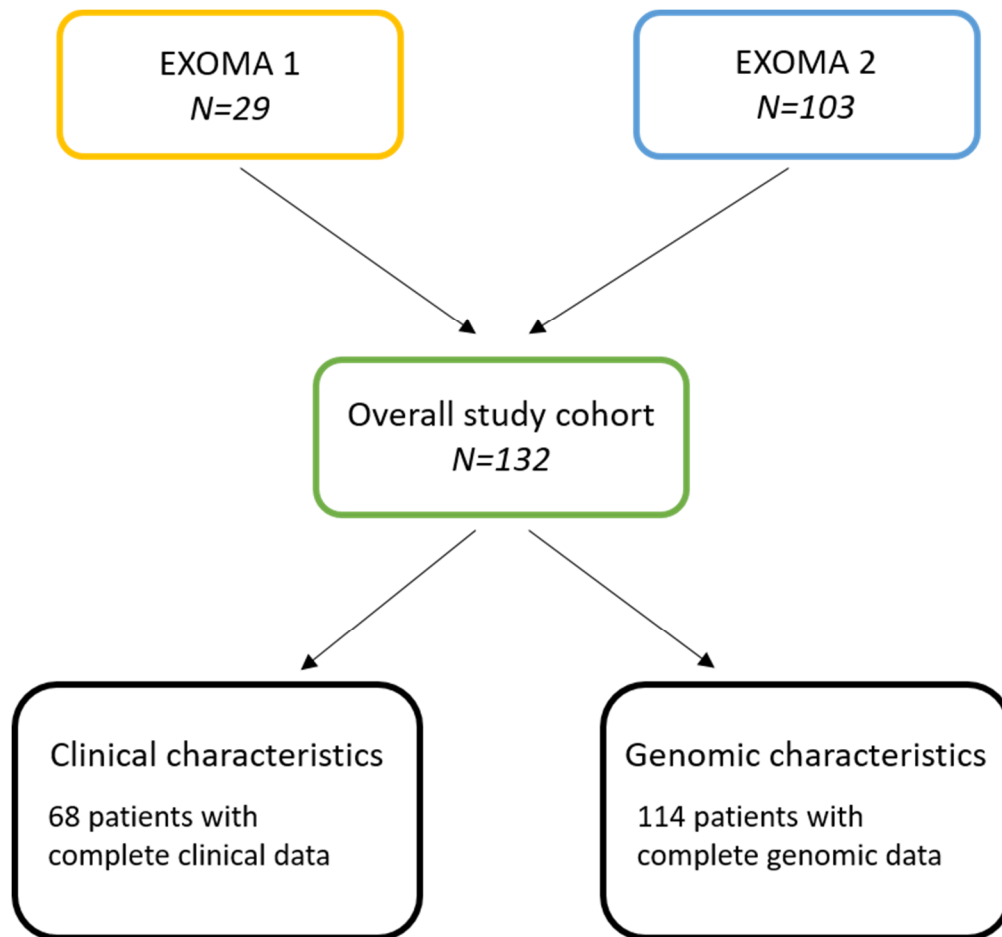 EXOMA 1
N=29
EXOMA 2
N=103
Overall study cohort
N=132
Clinical characteristics
68 patients with
complete clinical data
Genomic characteristics
114 patients with
complete genomic data